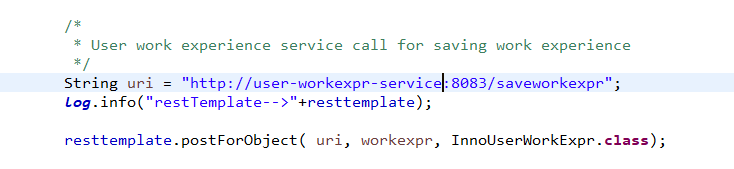 /*
* User work experience service call for saving work experience
*/
String uri = "http://user-workexpr-service:8083/saveworkexpr";
log.info("restTemplate-->"+resttemplate);
resttemplate.postForObject( uri, workexpr, InnoUserWorkExpr.class);